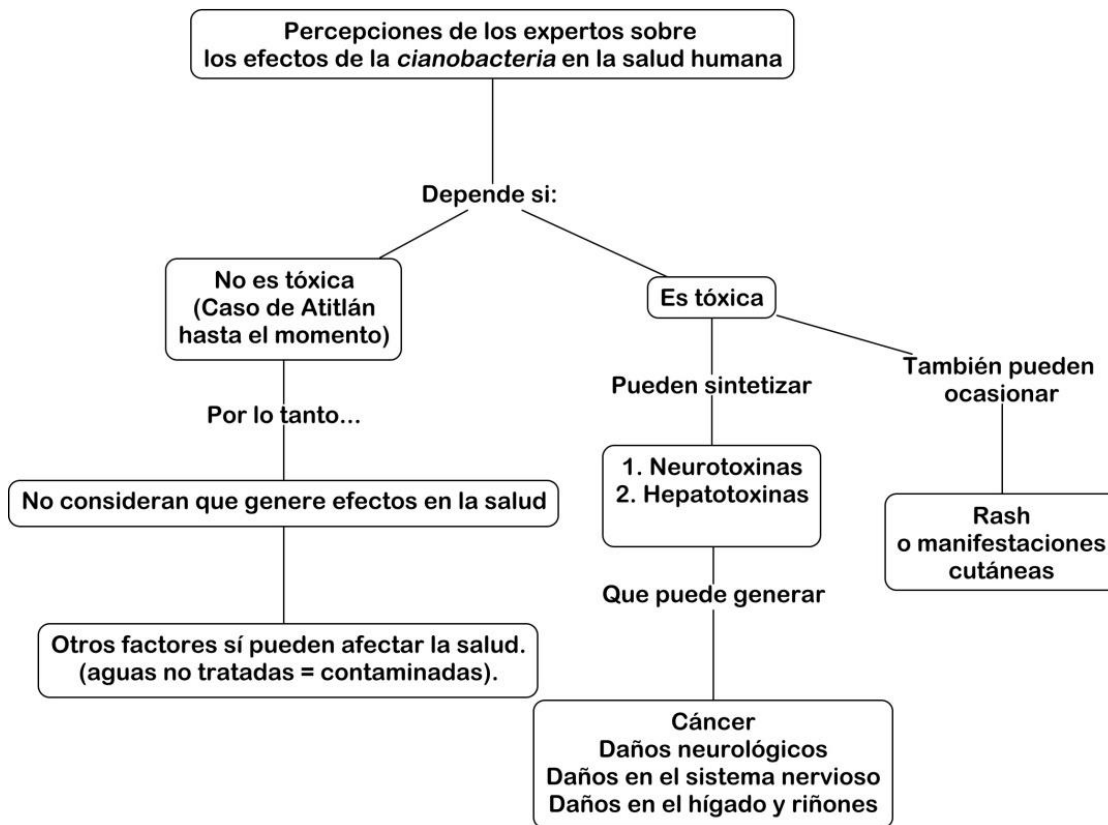 Percepciones de los expertos sobre
los efectos de la cianobacteria en la salud humana
Depende si:
No es tóxica
(Caso de Atitlán
hasta el momento)
Por lo tanto...
No consideran que genere efectos en la salud
Otros factores sí pueden afectar la salud.
(aguas no tratadas = contaminadas).
Es tóxica
Pueden sintetizar
1. Neurotoxinas
2. Hepatotoxinas
Que puede generar
Cáncer
Daños neurológicos
Daños en el sistema nervioso
Daños en el hígado y riñones
También pueden
ocasionar
Rash
o manifestaciones
cutáneas